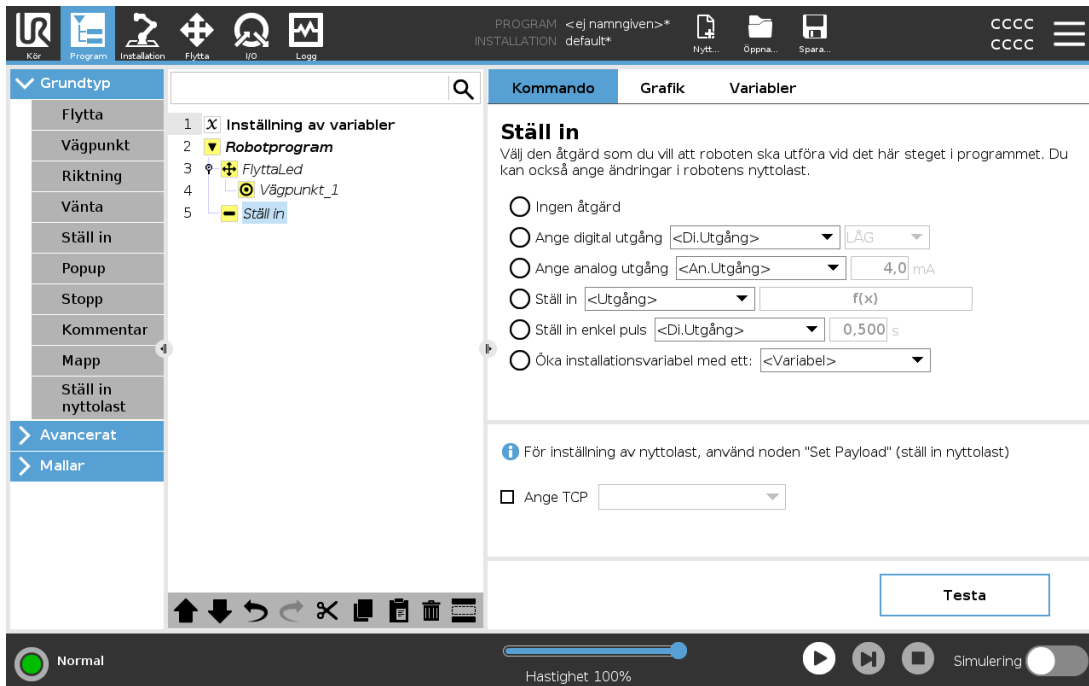 UR
Kör
Program
Installation
Flytta
I/O
Logg
PROGRAM <ej namngiven>*
INSTALLATION default*
Nytt...
Öppna...
Spara...
CCCC
CCCC
Grundtyp
Flytta
Vägpunkt
Riktning
Vänta
Ställ in
Popup
Stopp
Kommentar
Mapp
Ställ in
nyttolast
Avancerat
Mallar
1 X Inställning av variabler
2 Robotprogram
3 FlyttaLed
4 Vägpunkt_1
5 Ställ in
Kommando Grafik Variabler
Ställ in
Välj den åtgärd som du vill att roboten ska utföra vid det här steget i programmet. Du
kan också ange ändringar i robotens nyttolast.
Ingen åtgärd
Ange digital utgång <Di.Utgång> LÅG
Ange analog utgång <An.Utgång> 4,0 mA
Ställ in <Utgång> f(x)
Ställ in enkel puls <Di.Utgång> 0,500 s
Öka installationsvariabel med ett: <Variabel>
För inställning av nyttolast, använd noden "Set Payload" (ställ in nyttolast)
Ange TCP
Testa
Normal
Hastighet 100%
Simulering